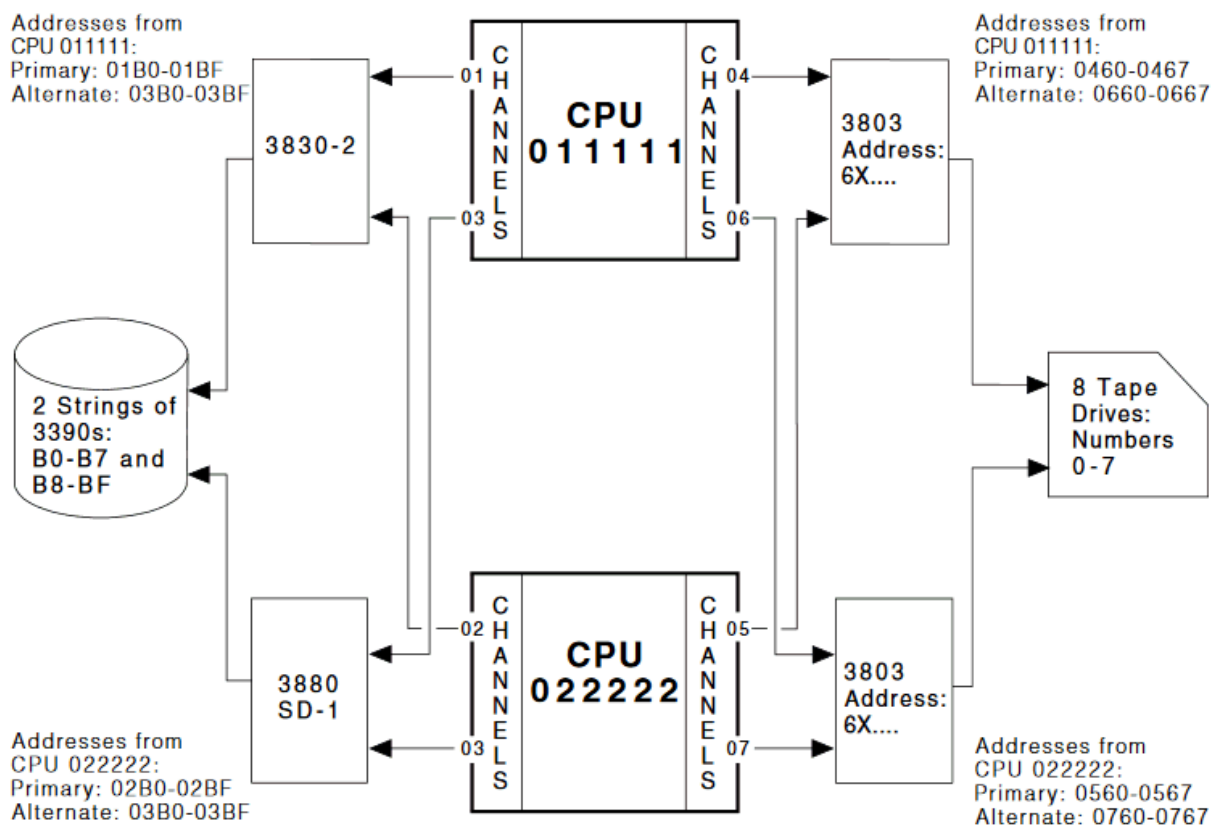 Addresses from
CPU 011111:
Primary: 01B0-01BF
Alternate: 03B0-03BF
3830-2
01
03
CHANNELS
CPU
011111
CHANNELS
04
06
3803
Address:
6X....
Addresses from
CPU 011111:
Primary: 0460-0467
Alternate: 0660-0667
2 Strings of
3390s:
B0-B7 and
B8-BF
8 Tape
Drives:
Numbers
0-7
3880
SD-1
02
03
CHANNELS
CPU
022222
CHANNELS
05
07
3803
Address:
6X....
Addresses from
CPU 022222:
Primary: 02B0-02BF
Alternate: 03B0-03BF
Addresses from
CPU 022222:
Primary: 0560-0567
Alternate: 0760-0767